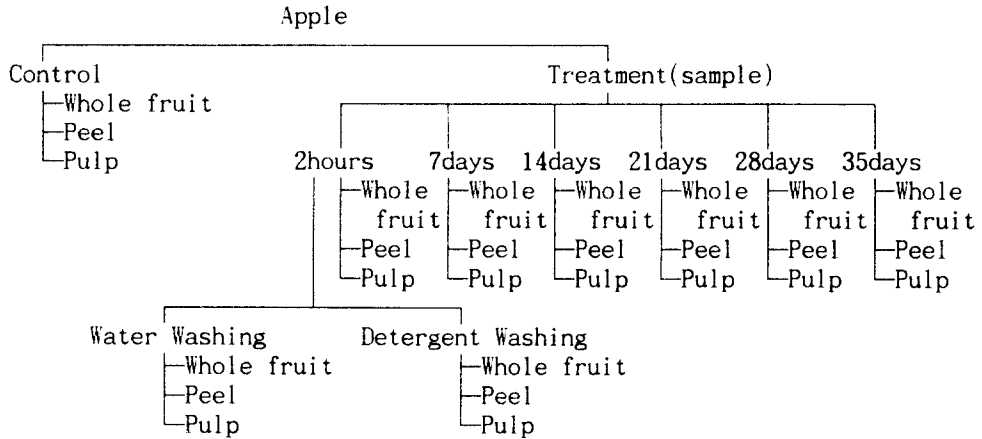 Apple
Control Treatment(sample)
Whole fruit
Peel
Pulp 2hours 7days 14days 21days 28days 35days
Whole Whole Whole Whole Whole Whole
fruit fruit fruit fruit fruit fruit
Peel Peel Peel Peel Peel Peel
Pulp Pulp Pulp Pulp Pulp Pulp
Water Washing Detergent Washing
Whole fruit Whole fruit
Peel Peel
Pulp Pulp